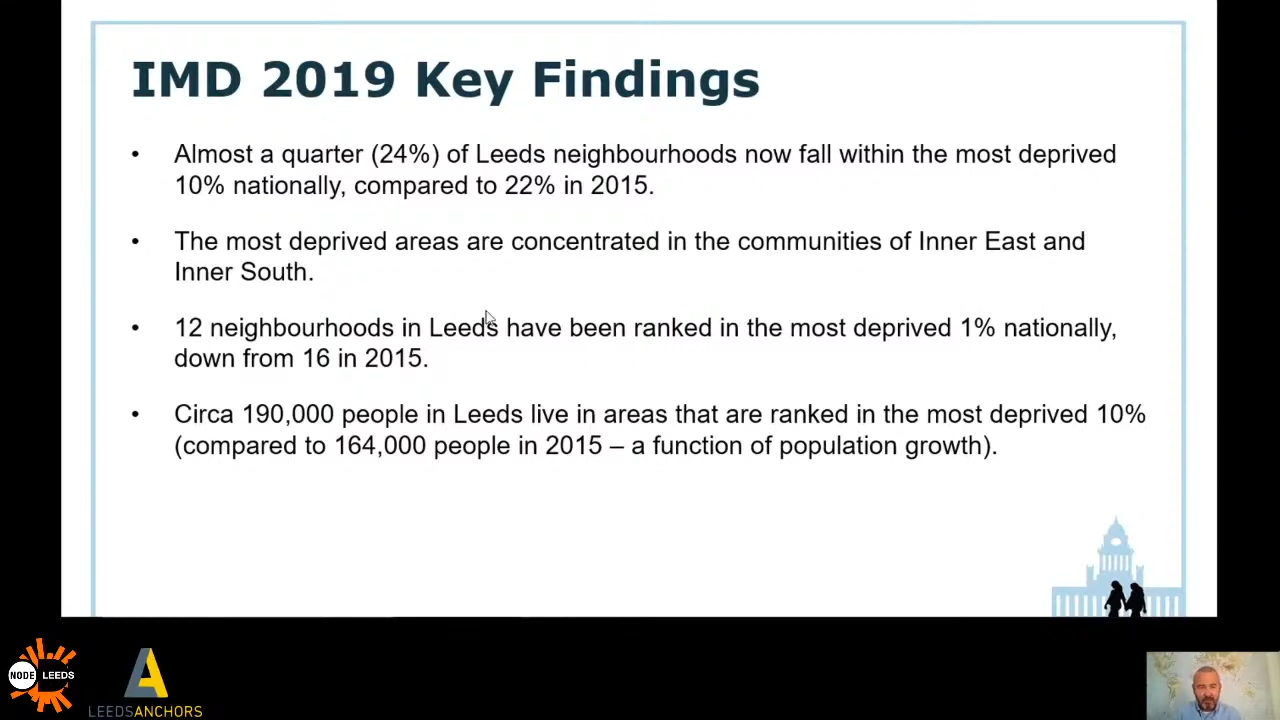 IMD 2019 Key Findings
• Almost a quarter (24%) of Leeds neighbourhoods now fall within the most deprived
10% nationally, compared to 22% in 2015.
• The most deprived areas are concentrated in the communities of Inner East and
Inner South.
• 12 neighbourhoods in Leeds have been ranked in the most deprived 1% nationally,
down from 16 in 2015.
• Circa 190,000 people in Leeds live in areas that are ranked in the most deprived 10%
(compared to 164,000 people in 2015 – a function of population growth).
NODE LEEDS
LEEDSANCHORS